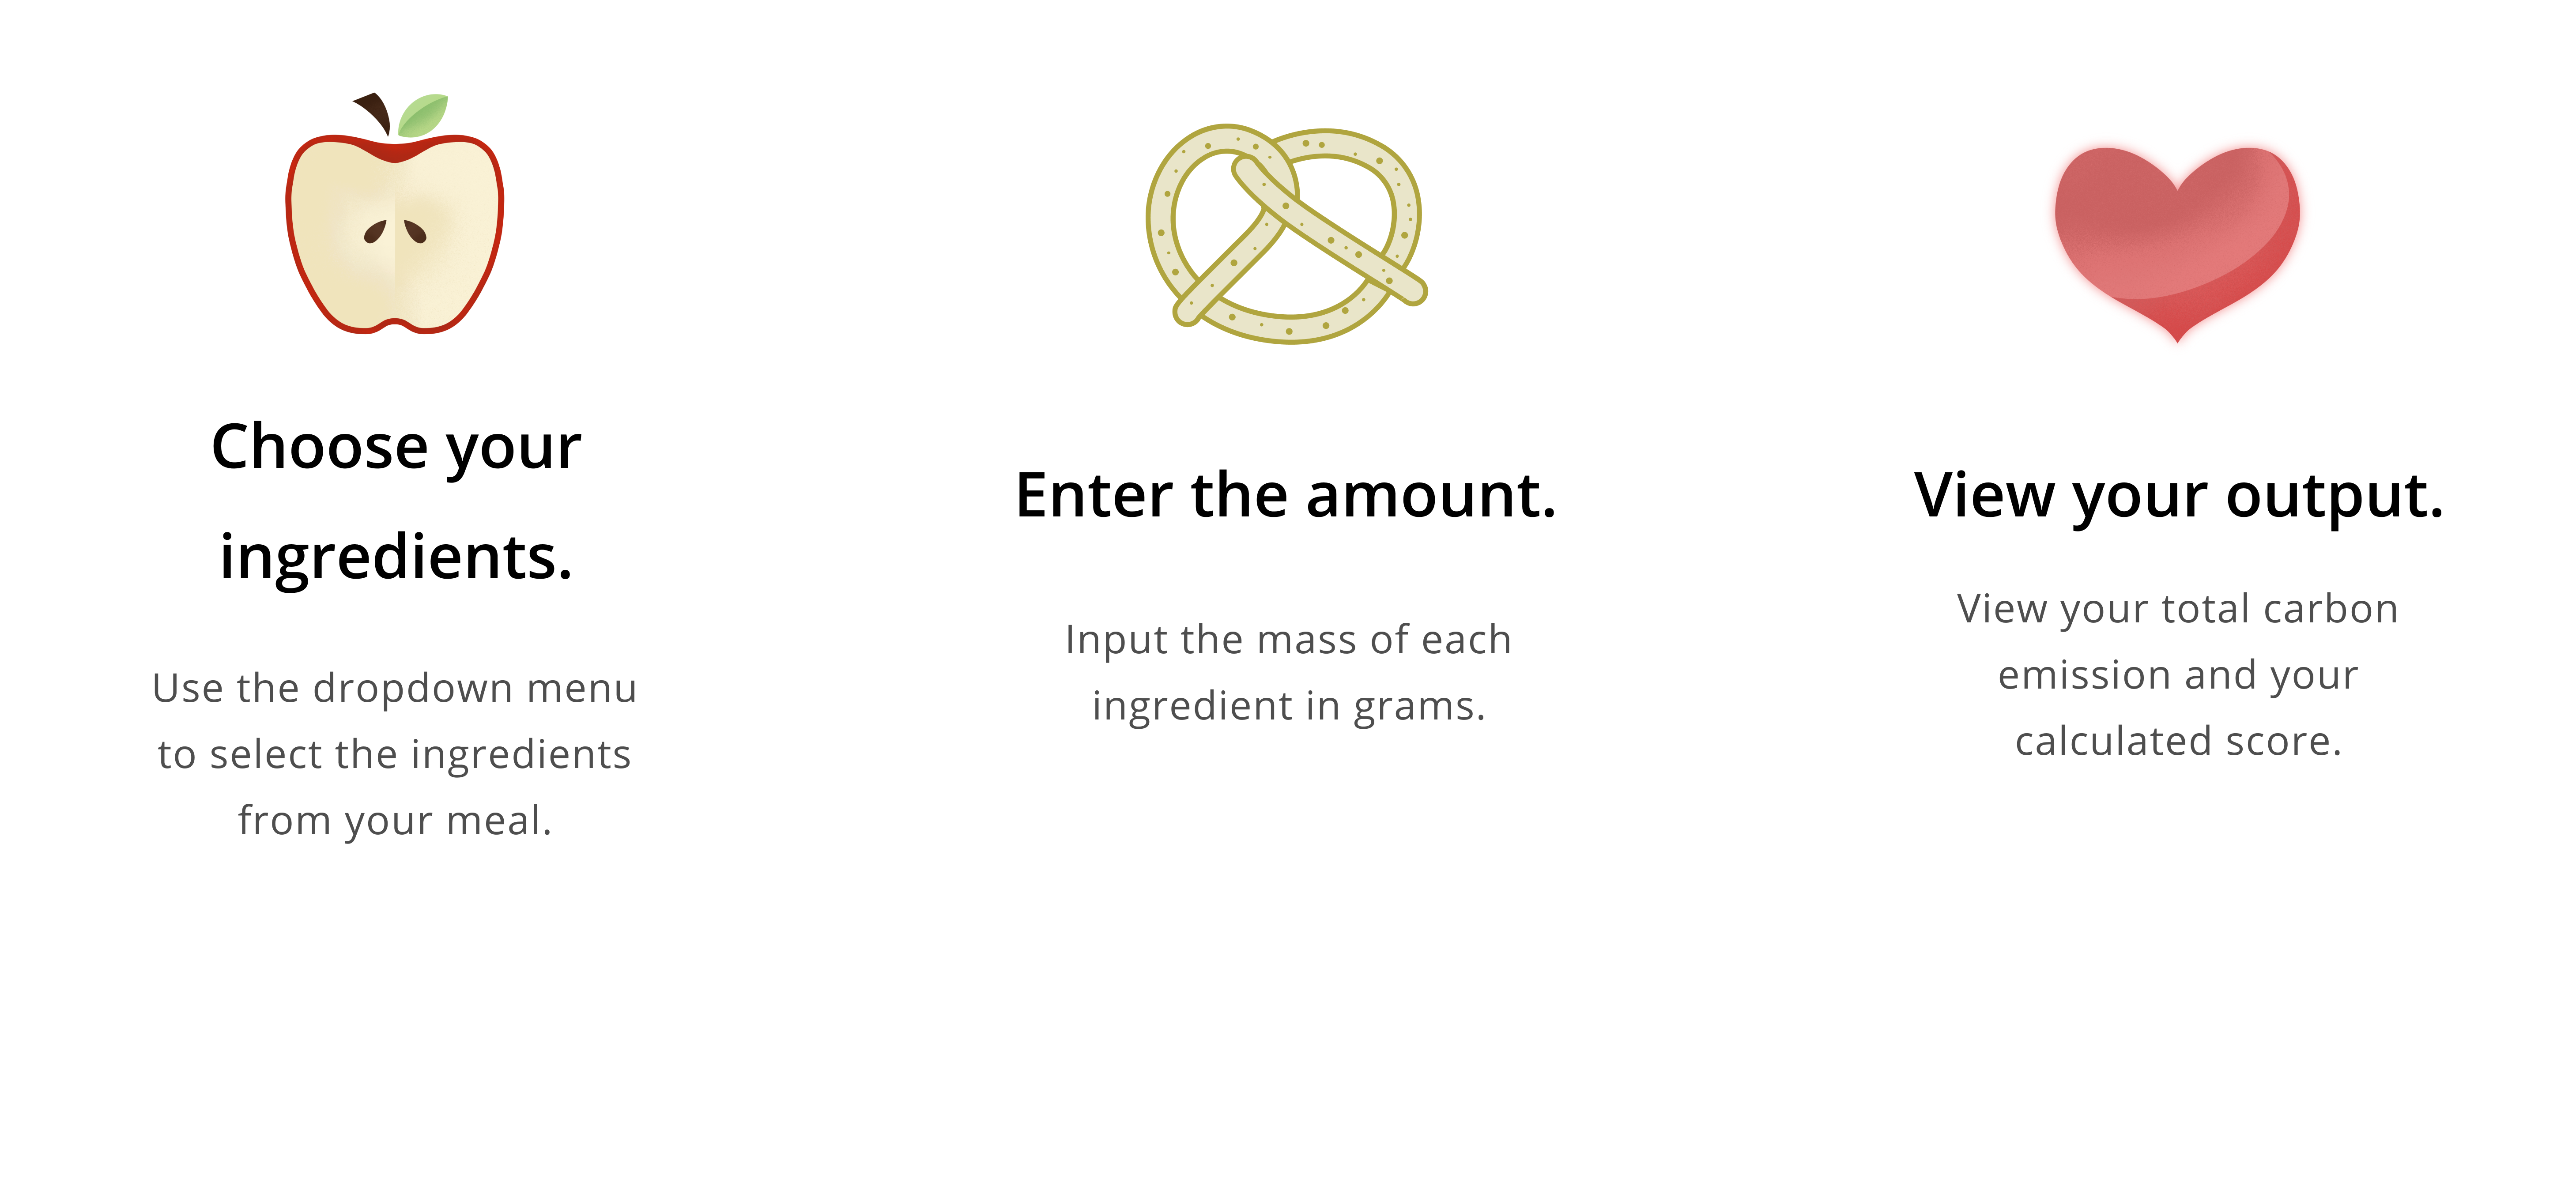 Choose your
ingredients.
Use the dropdown menu
to select the ingredients
from your meal.
Enter the amount.
Input the mass of each
ingredient in grams.
View your output.
View your total carbon
emission and your
calculated score.